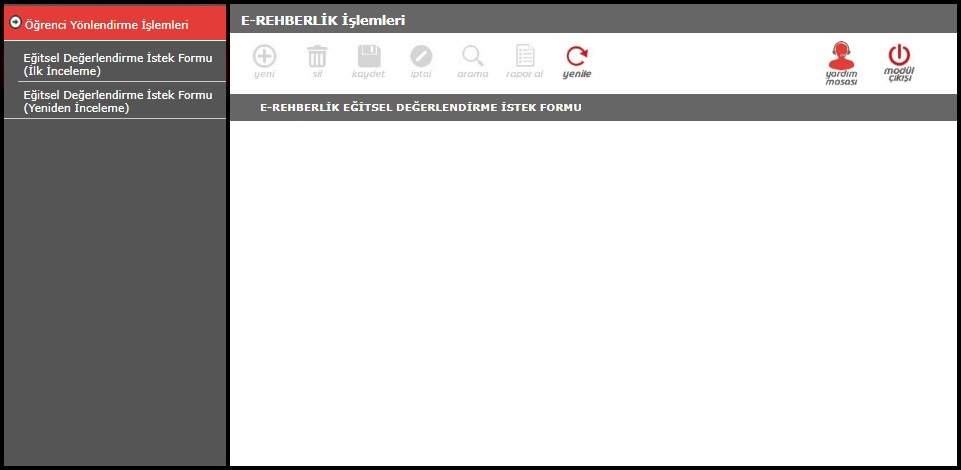 Öğrenci Yönlendirme İşlemleri
Eğitsel Değerlendirme İstek Formu
(İlk İnceleme)
Eğitsel Değerlendirme İstek Formu
(Yeniden İnceleme)
E-REHBERLİK İşlemleri
yeni sil kaydet iptal arama rapor al yenile yardım masası modül çıkışı
E-REHBERLİK EĞİTSEL DEĞERLENDİRME İSTEK FORMU